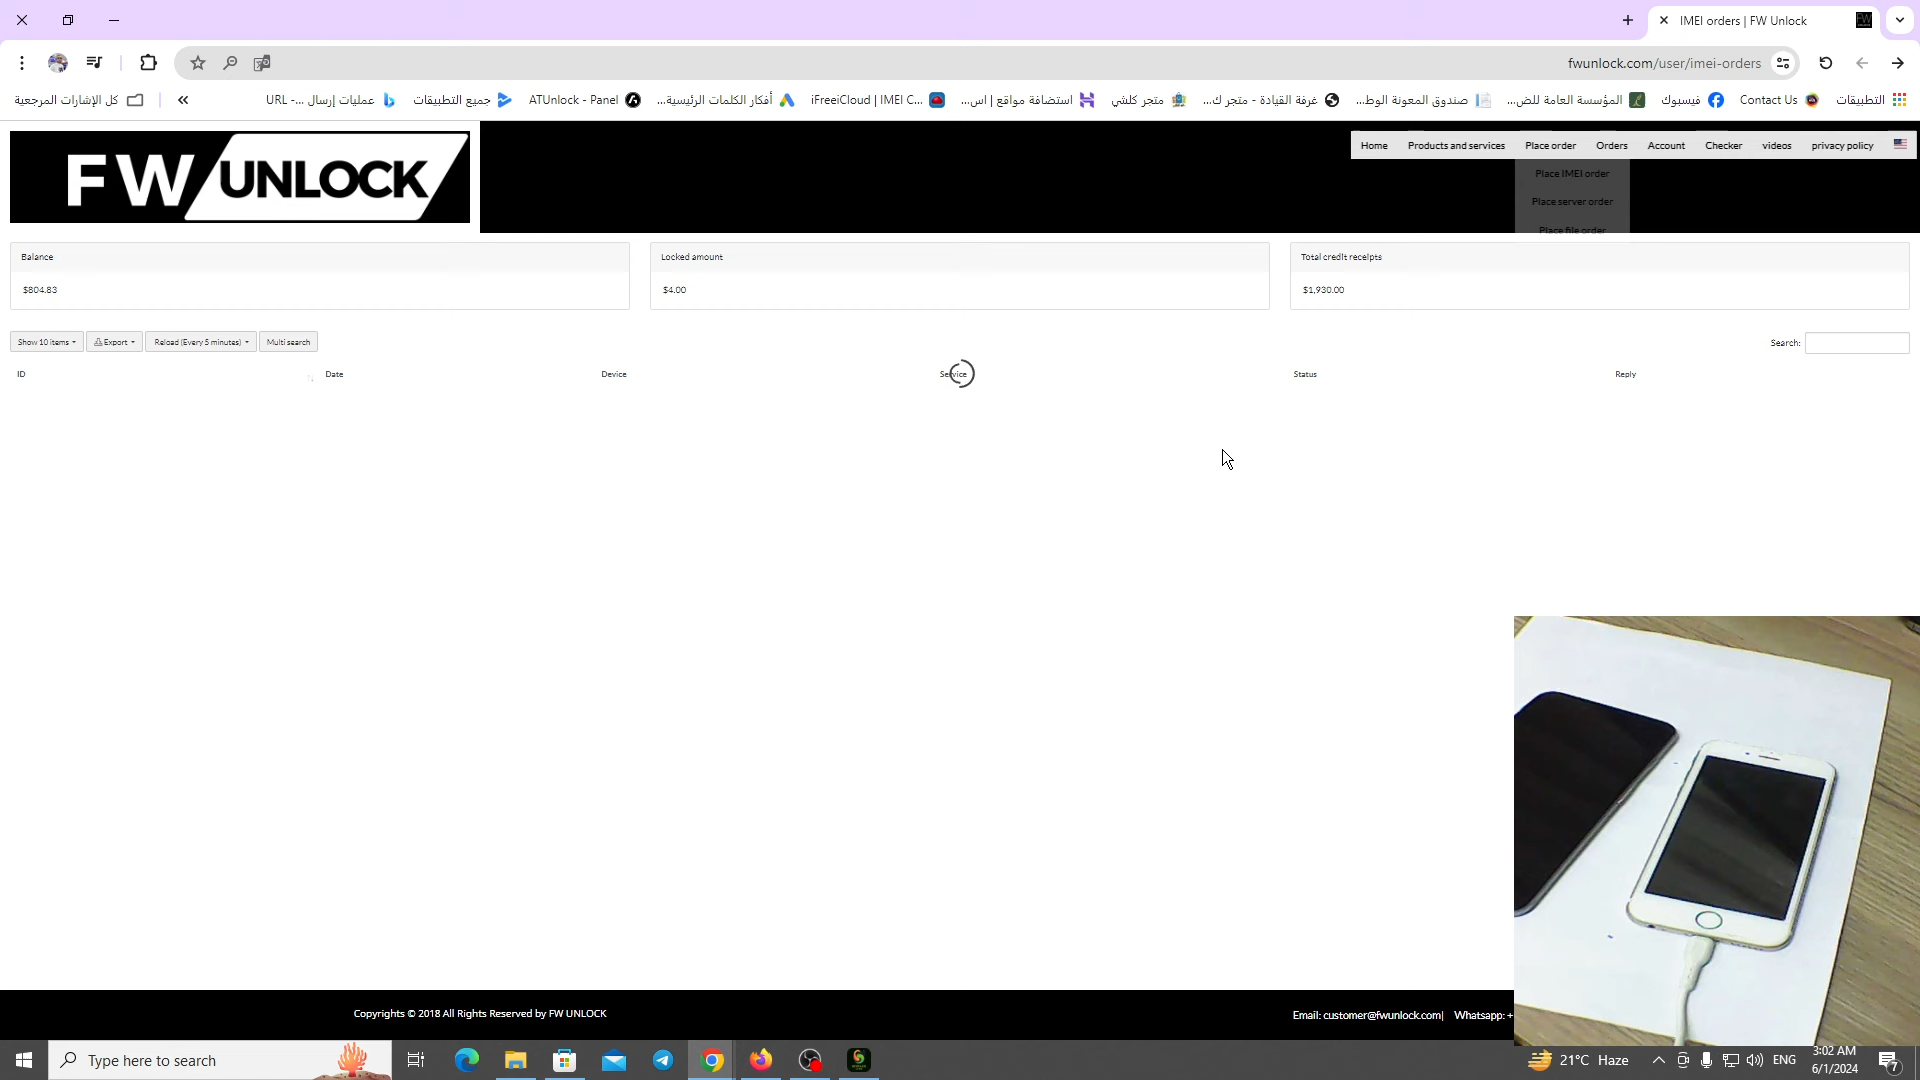 IMEI orders | FW Unlock
fwunlock.com/user/imei-orders
كل الإشارات المرجعية
عمليات إرسال URL -...
جميع التطبيقات
ATUnlock - Panel
أفكار الكلمات الرئيسية...
iFreeiCloud | IMEI C...
استضافة مواقع | اس...
متجر كلشي
غرفة القيادة - متجر ك...
صندوق المعونة الوط...
المؤسسة العامة للض...
فيسبوك
Contact Us
التطبيقات
FW UNLOCK
Home
Products and services
Place order
Orders
Account
Checker
videos
privacy policy
Place IMEI order
Place server order
Place file order
Balance
$804.83
Locked amount
$4.00
Total credit receipts
$1,930.00
Show 10 items
Export
Reload (Every 5 minutes)
Multi search
Search:
ID
Date
Device
Service
Status
Reply
Copyrights © 2018 All Rights Reserved by FW UNLOCK
Email: customer@fwunlock.com|
Whatsapp: +
Type here to search
21°C Haze
ENG
3:02 AM
6/1/2024
7